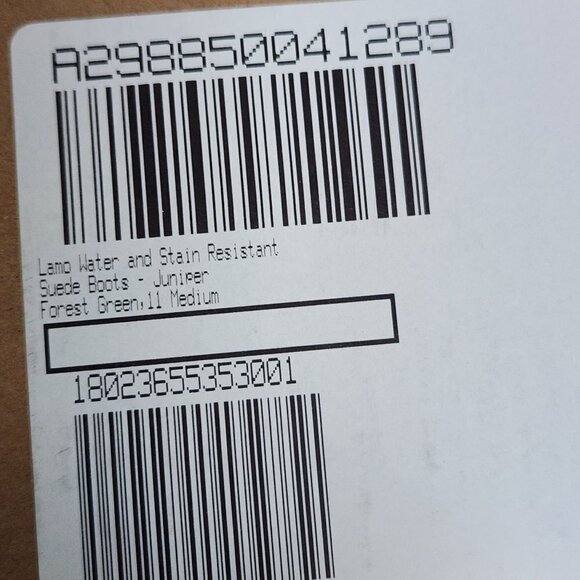 A298850041289
Lamo Water and Stain Resistant
Suede Boots - Juniper
Forest Green,11 Medium
18023655353001